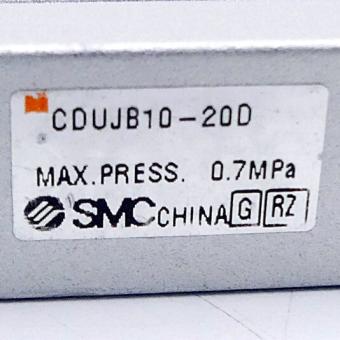 CDUJB10-20D
MAX.PRESS. 0.7MPa
SMC CHINA G RZ